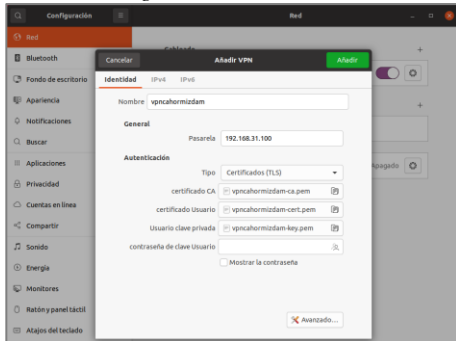 Configuración
Red
Red
Bluetooth
Fondo de escritorio
Apariencia
Notificaciones
Buscar
Aplicaciones
Privacidad
Cuentas en línea
Compartir
Sonido
Energía
Monitores
Ratón y panel táctil
Atajos del teclado
Cableado
Apagado
Cancelar
Añadir VPN
Añadir
Identidad
IPv4
IPv6
Nombre vpncahormizdam
General
Pasarela 192.168.31.100
Autenticación
Tipo Certificados (TLS)
certificado CA vpncahormizdam-ca.pem
certificado Usuario vpncahormizdam-cert.pem
Usuario clave privada vpncahormizdam-key.pem
contraseña de clave Usuario
Mostrar la contraseña
Avanzado...